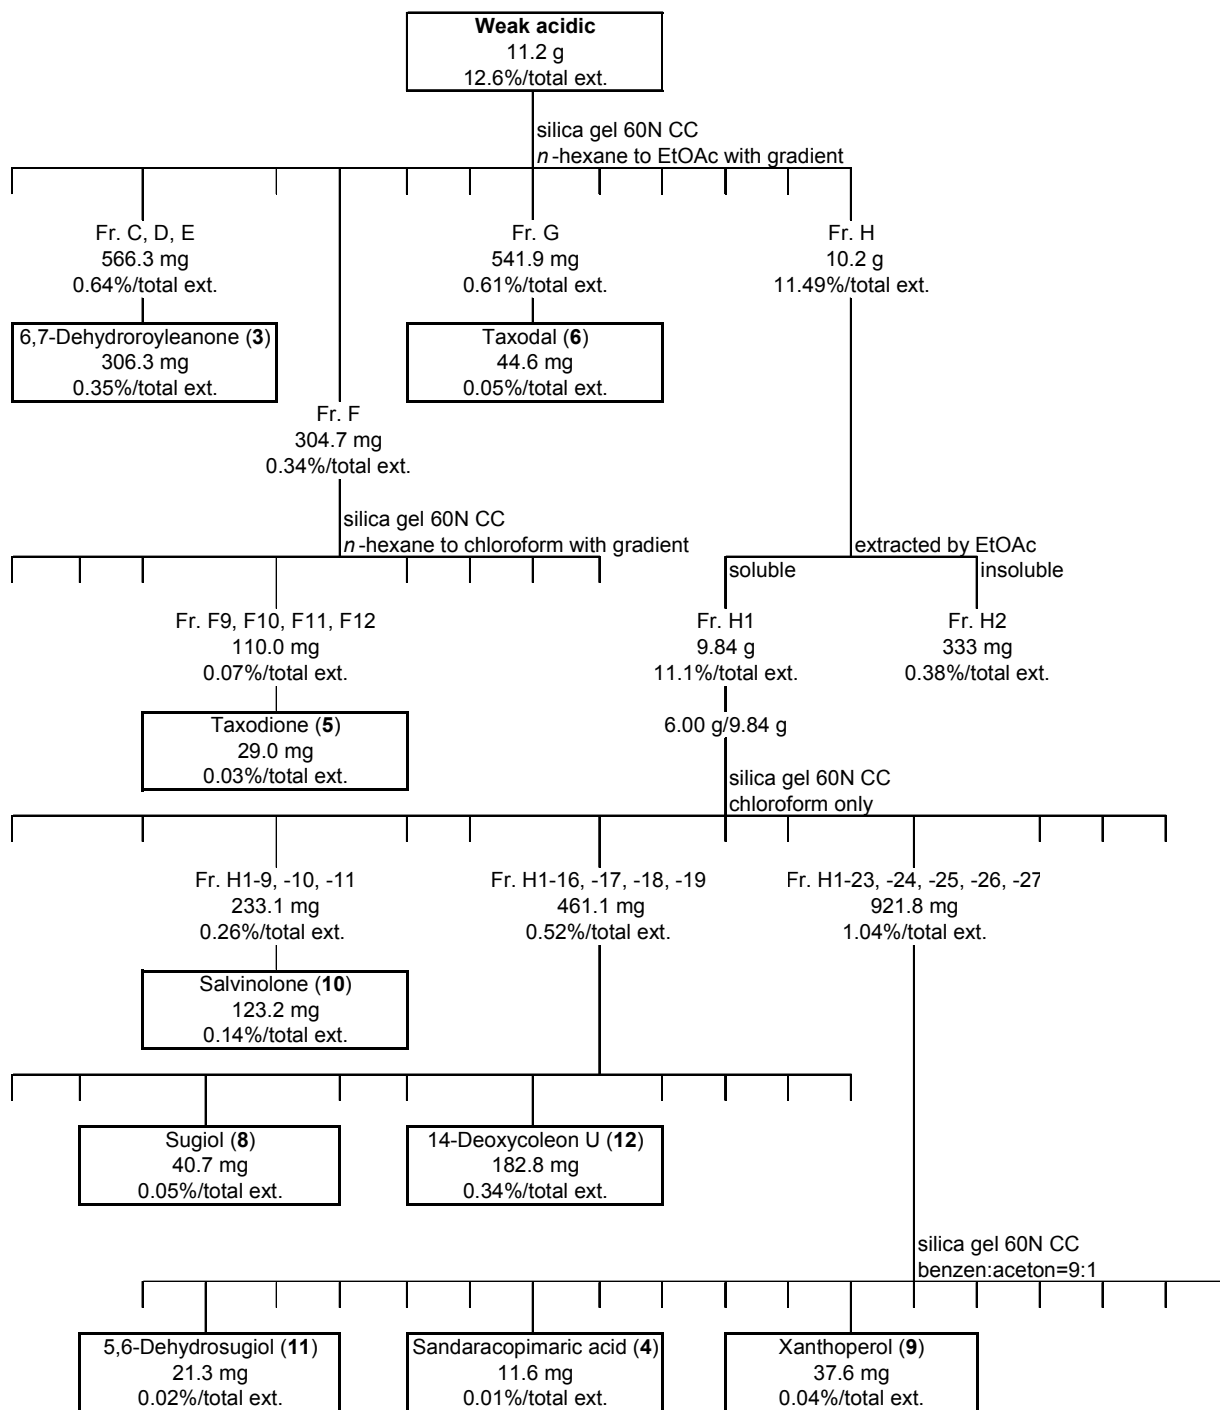 Weak acidic
11.2 g
12.6%/total ext.
silica gel 60N CC
n-hexane to EtOAc with gradient
Fr. C, D, E
566.3 mg
0.64%/total ext.
Fr. G
541.9 mg
0.61%/total ext.
Fr. H
10.2 g
11.49%/total ext.
6,7-Dehydroroyleanone (3)
306.3 mg
0.35%/total ext.
Taxodal (6)
44.6 mg
0.05%/total ext.
Fr. F
304.7 mg
0.34%/total ext.
silica gel 60N CC
n-hexane to chloroform with gradient
extracted by EtOAc
soluble
insoluble
Fr. F9, F10, F11, F12
110.0 mg
0.07%/total ext.
Fr. H1
9.84 g
11.1%/total ext.
Fr. H2
333 mg
0.38%/total ext.
Taxodione (5)
29.0 mg
0.03%/total ext.
6.00 g/9.84 g
silica gel 60N CC
chloroform only
Fr. H1-9, -10, -11
233.1 mg
0.26%/total ext.
Fr. H1-16, -17, -18, -19
461.1 mg
0.52%/total ext.
Fr. H1-23, -24, -25, -26, -27
921.8 mg
1.04%/total ext.
Salvinolone (10)
123.2 mg
0.14%/total ext.
Sugiol (8)
40.7 mg
0.05%/total ext.
14-Deoxycoleon U (12)
182.8 mg
0.34%/total ext.
silica gel 60N CC
benzen:aceton=9:1
5,6-Dehydrosugiol (11)
21.3 mg
0.02%/total ext.
Sandaracopimaric acid (4)
11.6 mg
0.01%/total ext.
Xanthoperol (9)
37.6 mg
0.04%/total ext.